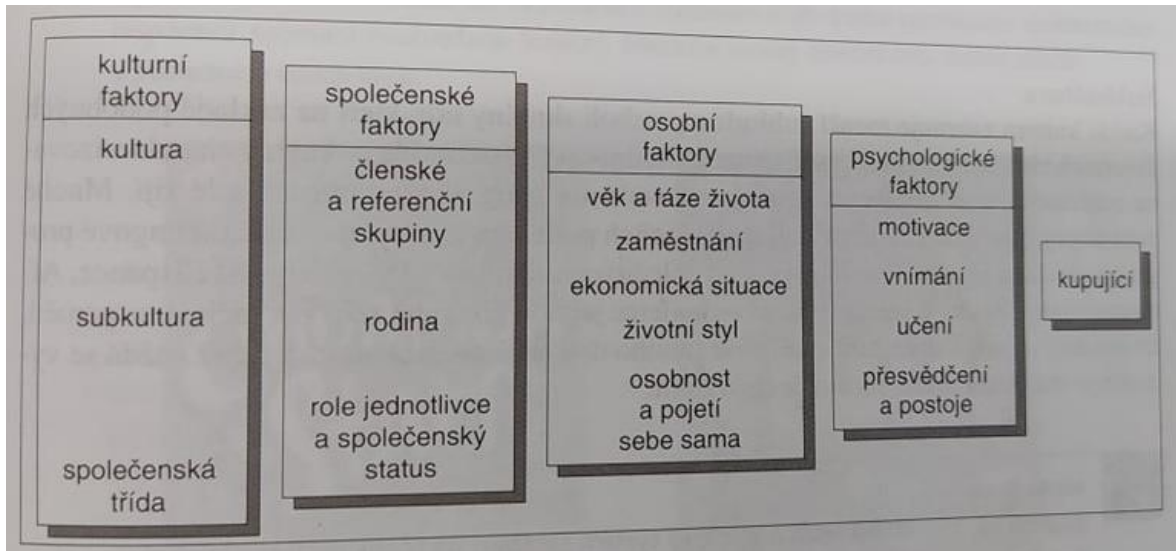 kulturní
faktory
kultura
subkultura
společenská
třída
společenské
faktory
členské
a referenční
skupiny
rodina
role jednotlivce
a společenský
status
osobní
faktory
věk a fáze života
zaměstnání
ekonomická situace
životní styl
osobnost
a pojetí
sebe sama
psychologické
faktory
motivace
vnímání
učení
přesvědčení
a postoje
kupující